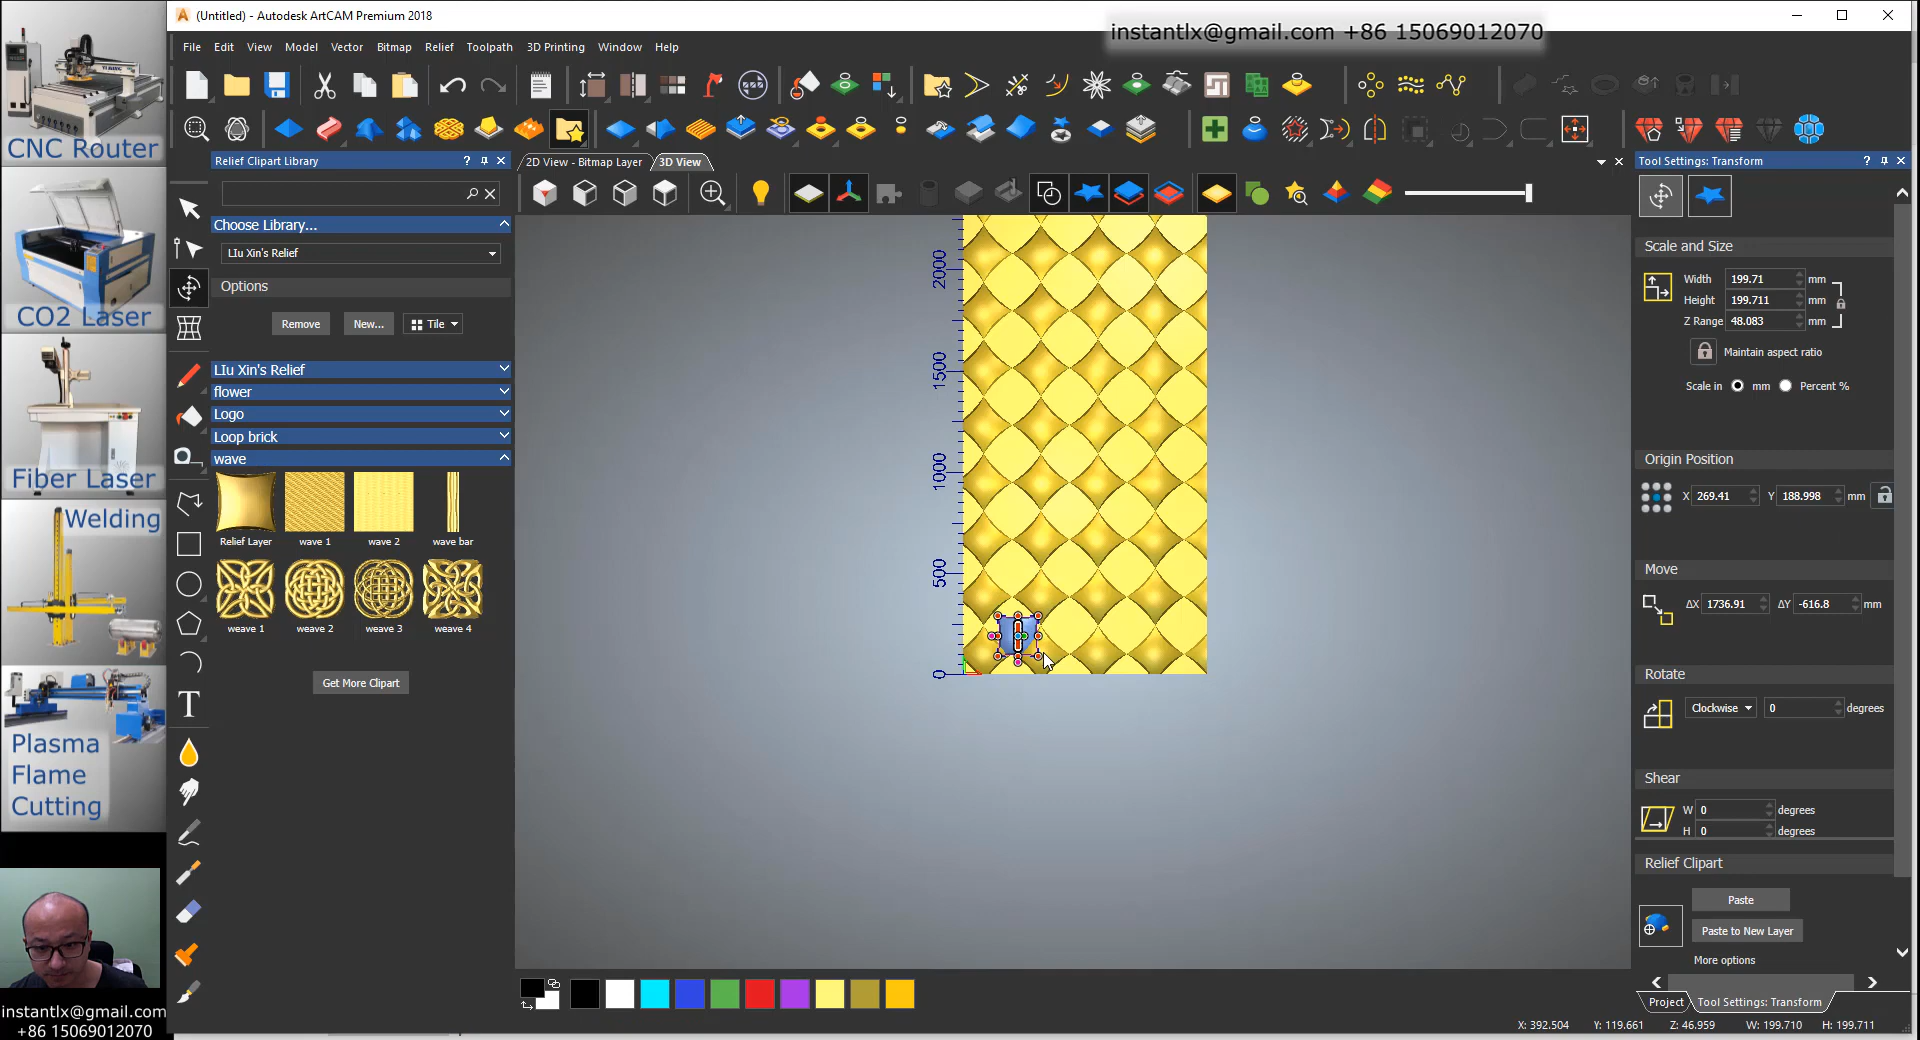 (Untitled) - Autodesk ArtCAM Premium 2018
instantlx@gmail.com +86 15069012070
File Edit View Model Vector Bitmap Relief Toolpath 3D Printing Window Help
CNC Router
CO2 Laser
Fiber Laser
Welding
Plasma
Flame
Cutting
instantlx@gmail.com
+86 15069012070
Relief Clipart Library ?
Choose Library...
LIu Xin's Relief
Options
Remove New... Tile
LIu Xin's Relief
flower
Logo
Loop brick
wave
Relief Layer wave 1 wave 2 wave bar
weave 1 weave 2 weave 3 weave 4
Get More Clipart
2D View - Bitmap Layer 3D View
2000
1500
1000
500
0
Tool Settings: Transform ?
Scale and Size
Width 199.71 mm
Height 199.711 mm
Z Range 48.083 mm
Maintain aspect ratio
Scale in mm Percent %
Origin Position
X 269.41 Y 188.998 mm
Move
ΔX 1736.91 ΔY -616.8 mm
Rotate
Clockwise 0 degrees
Shear
W 0 degrees
H 0 degrees
Relief Clipart
Paste
Paste to New Layer
More options
Project Tool Settings: Transform
X: 392.504 Y: 119.661 Z: 46.959 W: 199.710 H: 199.711